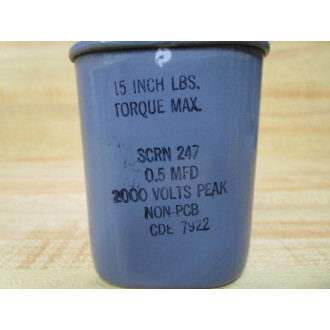 15 INCH LBS.
TORQUE MAX.
SCRN 247
0.5 MFD
2000 VOLTS PEAK
NON-PCB
CDE 7922